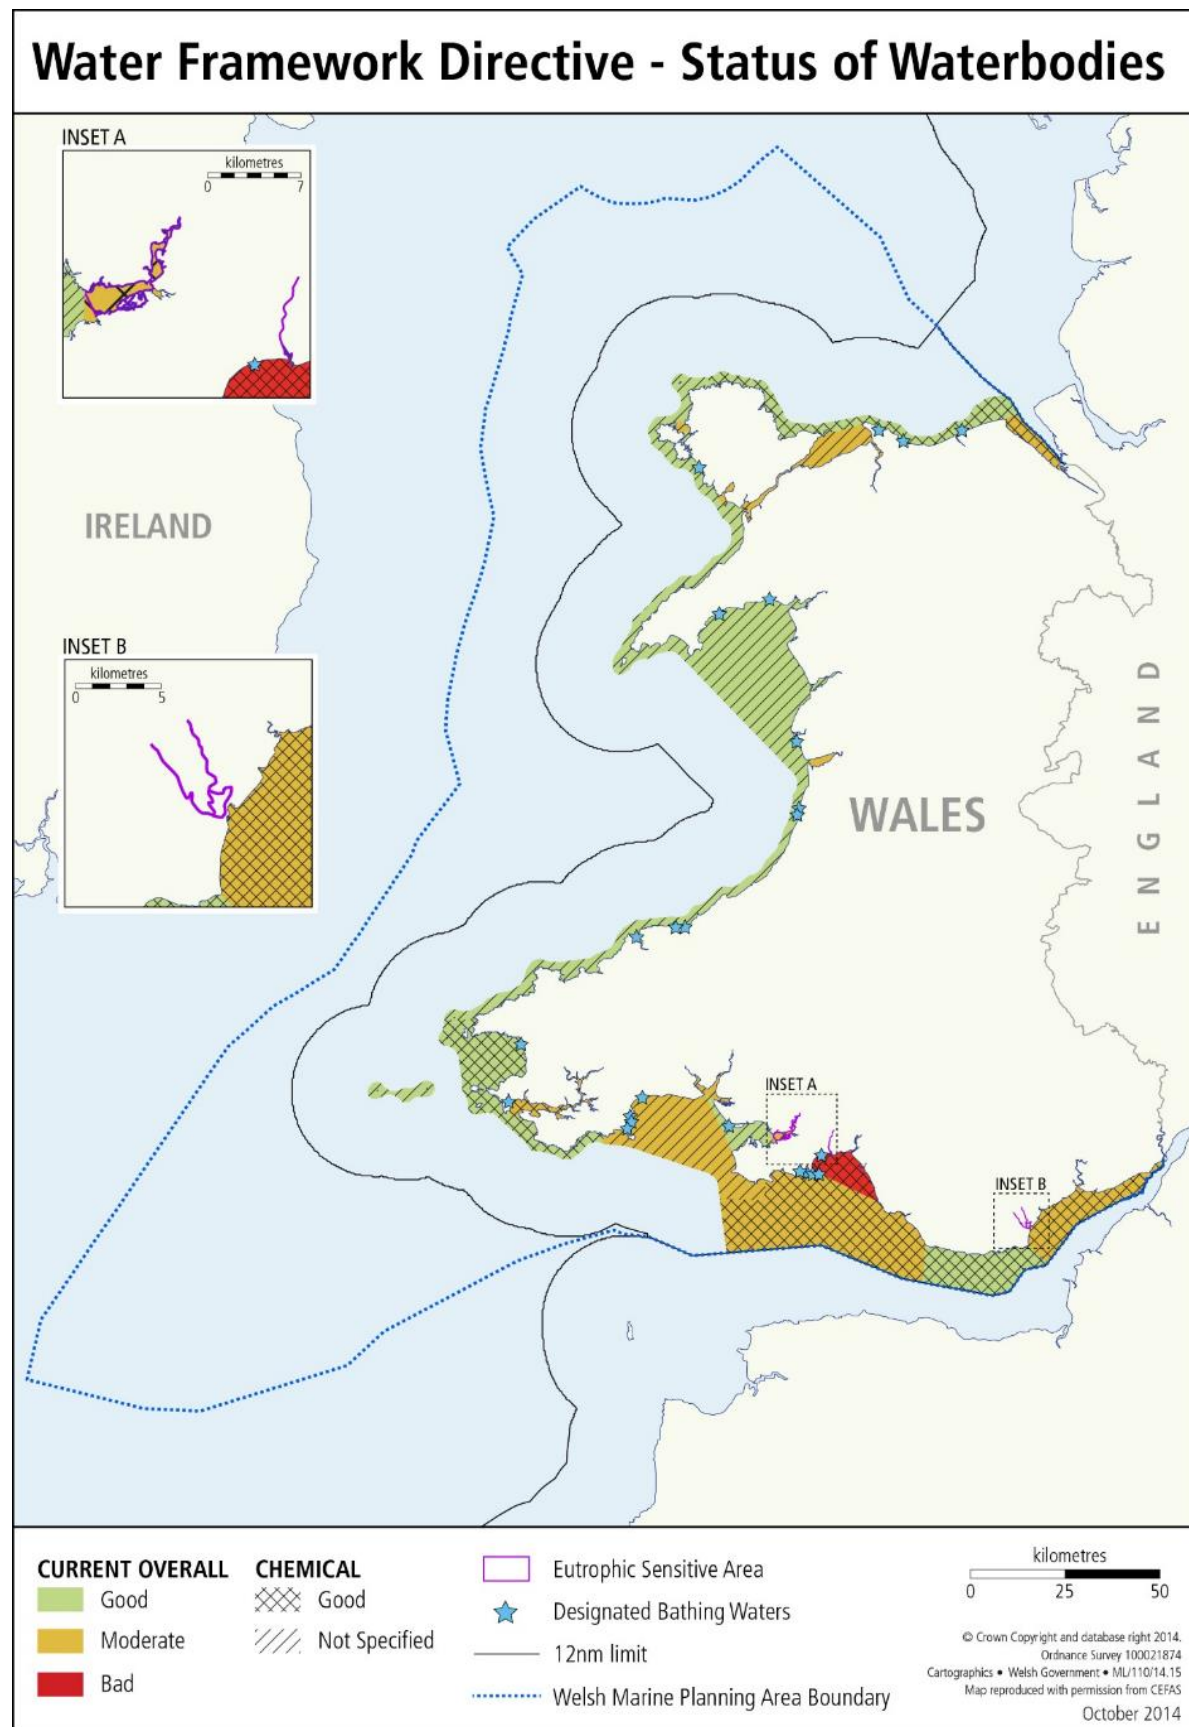 Water Framework Directive - Status of Waterbodies
INSET A
kilometres
0 7
IRELAND
INSET B
kilometres
0 5
WALES
ENGLAND
INSET A
INSET B
CURRENT OVERALL
Good
Moderate
Bad
CHEMICAL
Good
Not Specified
Eutrophic Sensitive Area
Designated Bathing Waters
12nm limit
Welsh Marine Planning Area Boundary
kilometres
0 25 50
© Crown Copyright and database right 2014.
Ordnance Survey 100021874
Cartographics • Welsh Government • ML/110/14.15
Map reproduced with permission from CEFAS
October 2014